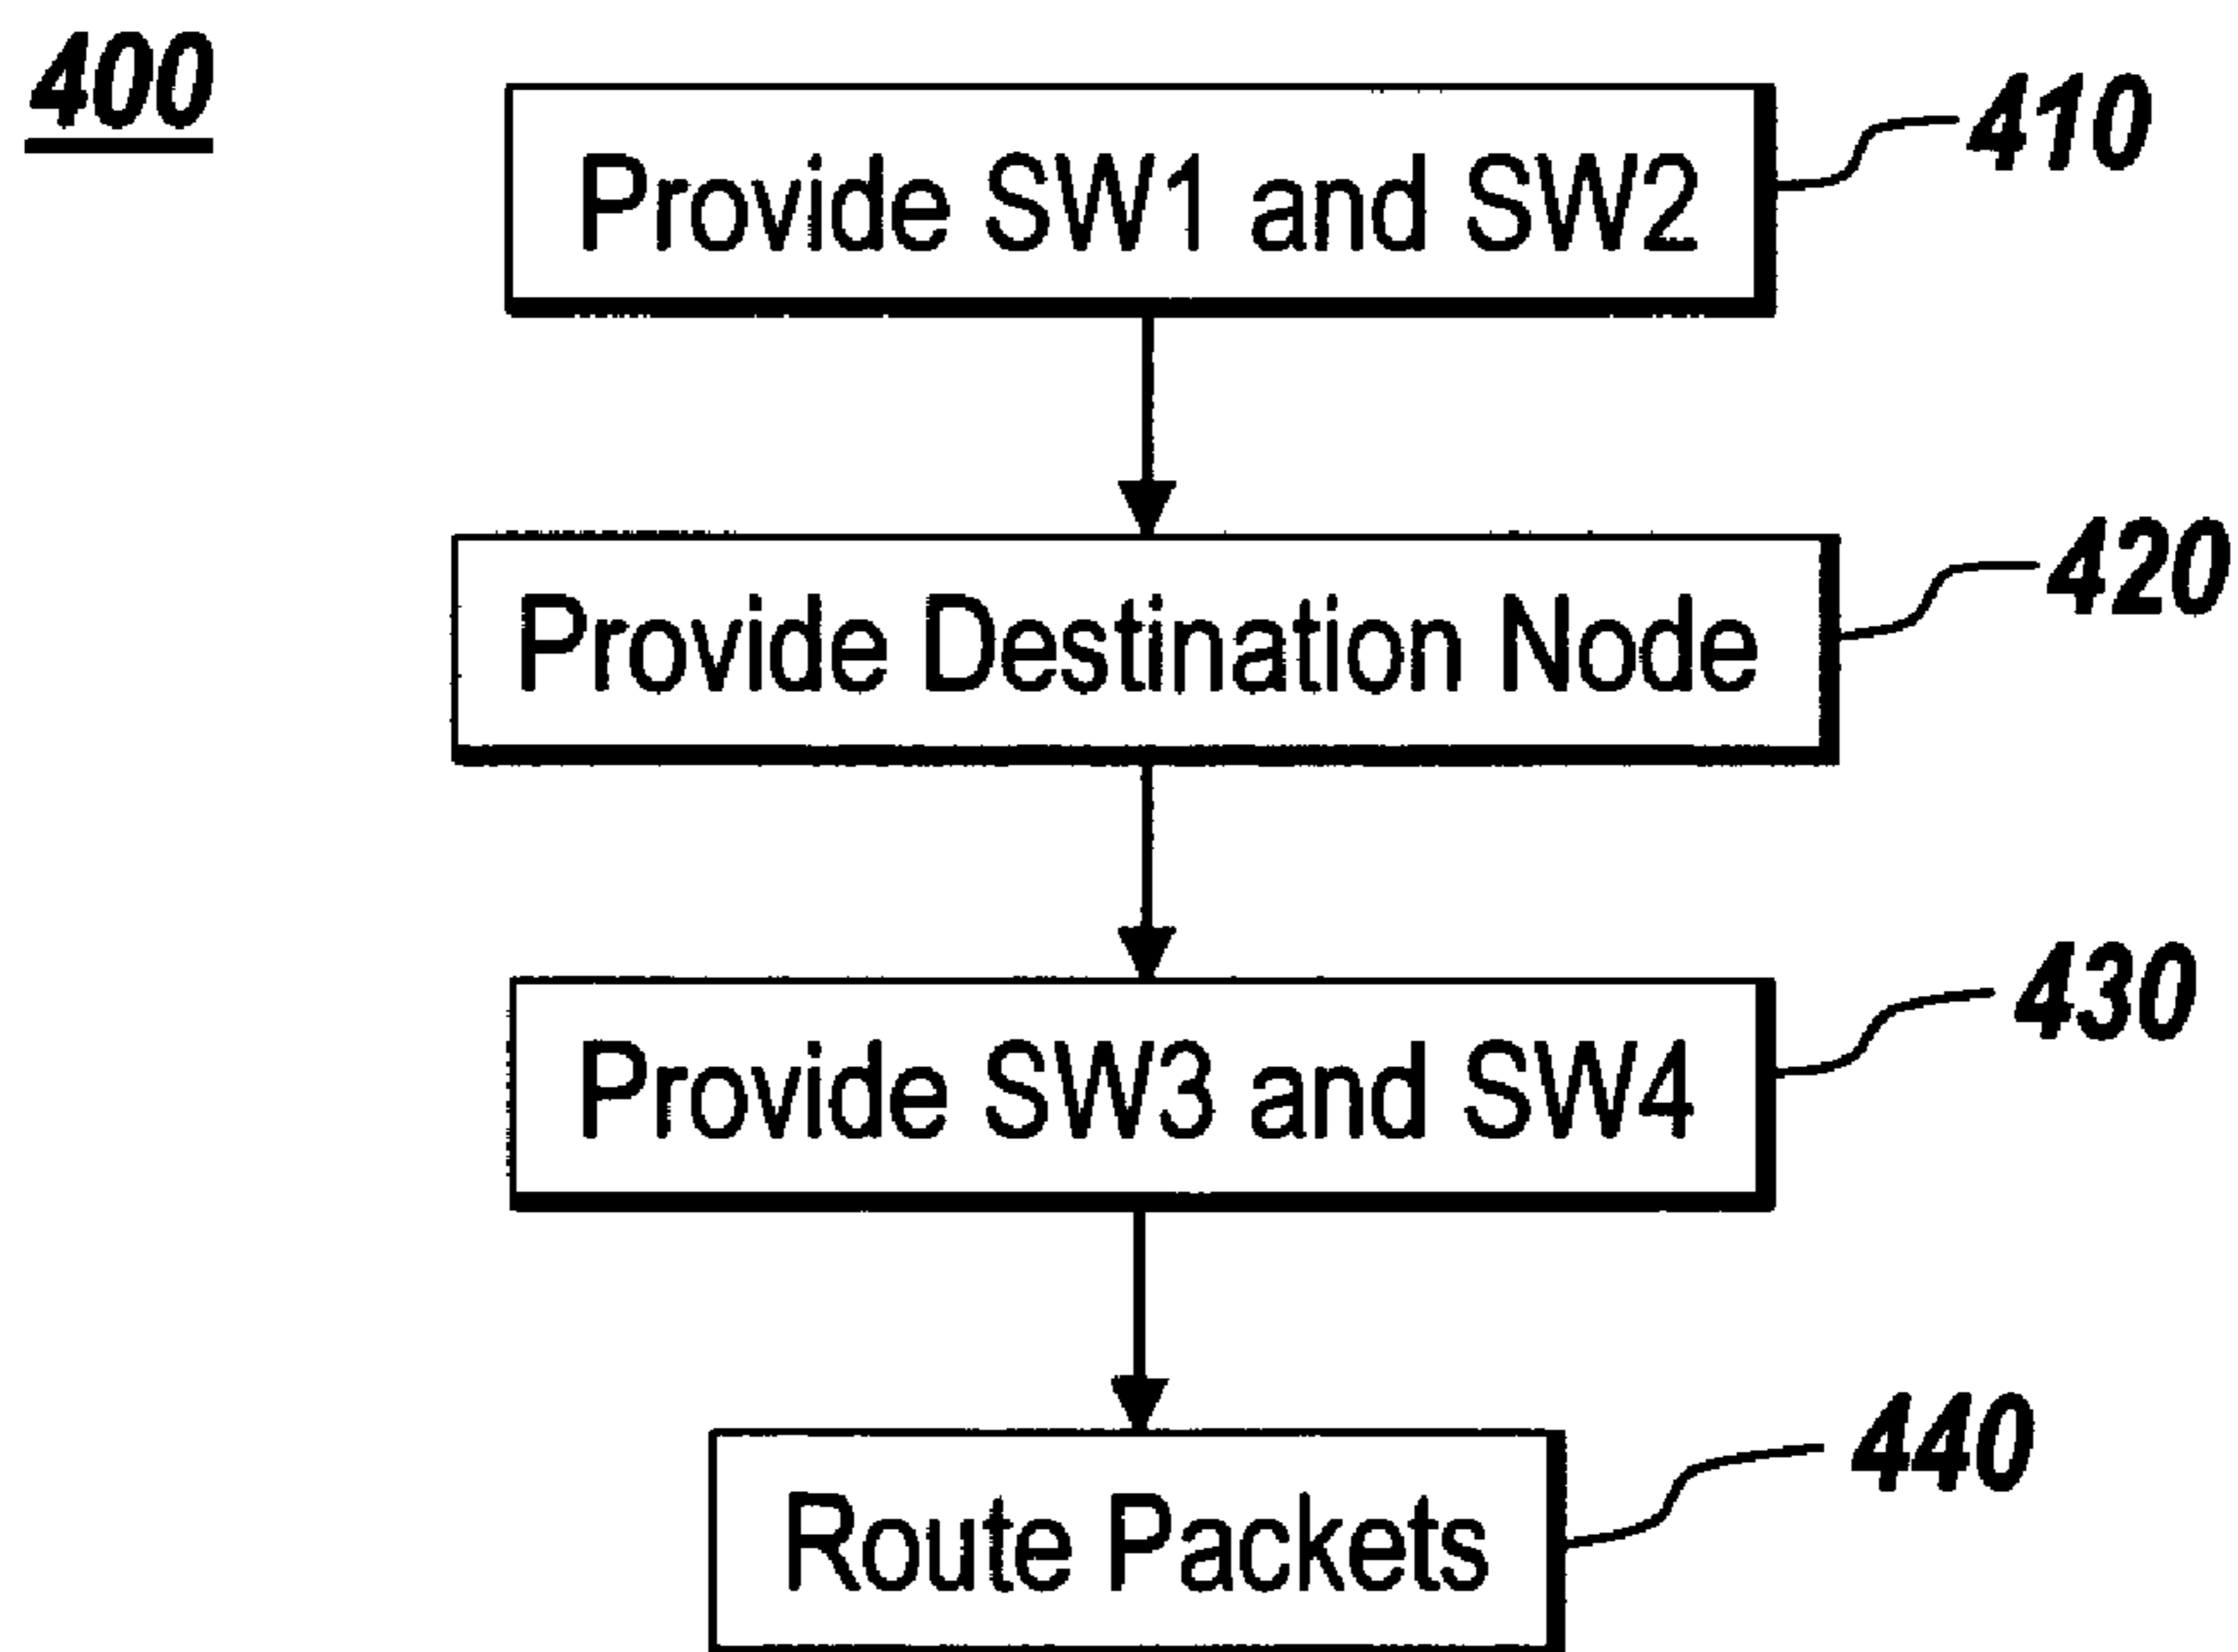 400
Provide SW1 and SW2
410
Provide Destination Node
420
Provide SW3 and SW4
430
Route Packets
440